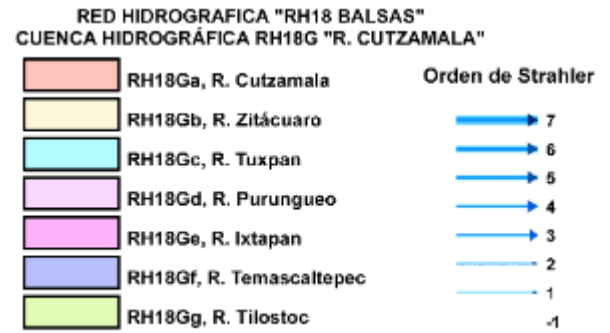 RED HIDROGRAFICA "RH18 BALSAS"
CUENCA HIDROGRÁFICA RH18G "R. CUTZAMALA"
RH18Ga, R. Cutzamala
RH18Gb, R. Zitácuaro
RH18Gc, R. Tuxpan
RH18Gd, R. Purungueo
RH18Ge, R. Ixtapan
RH18Gf, R. Temascaltepec
RH18Gg, R. Tilostoc
Orden de Strahler
7
6
5
4
3
2
1
-1